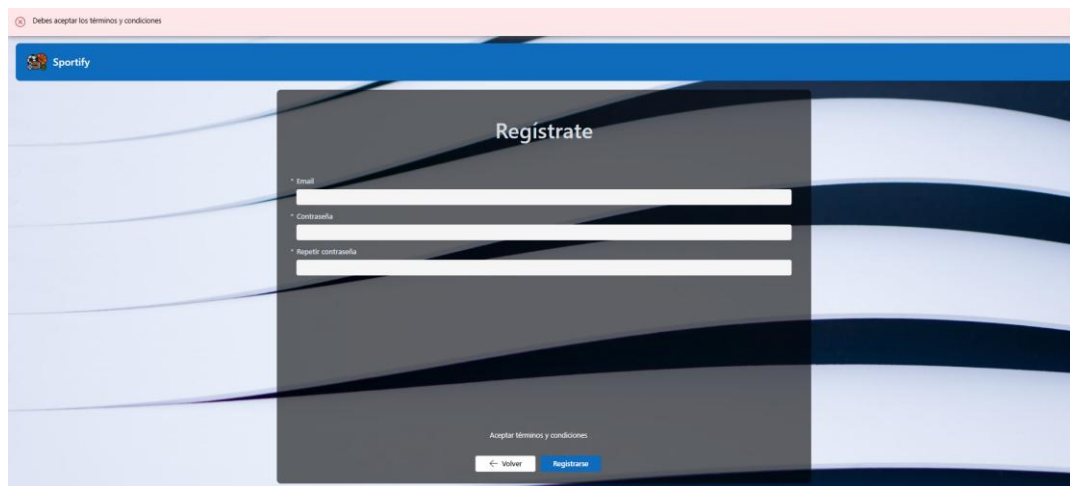 Debes aceptar los términos y condiciones
Sportify
Regístrate
* Email
* Contraseña
* Repetir contraseña
Aceptar términos y condiciones
← Volver
Registrarse